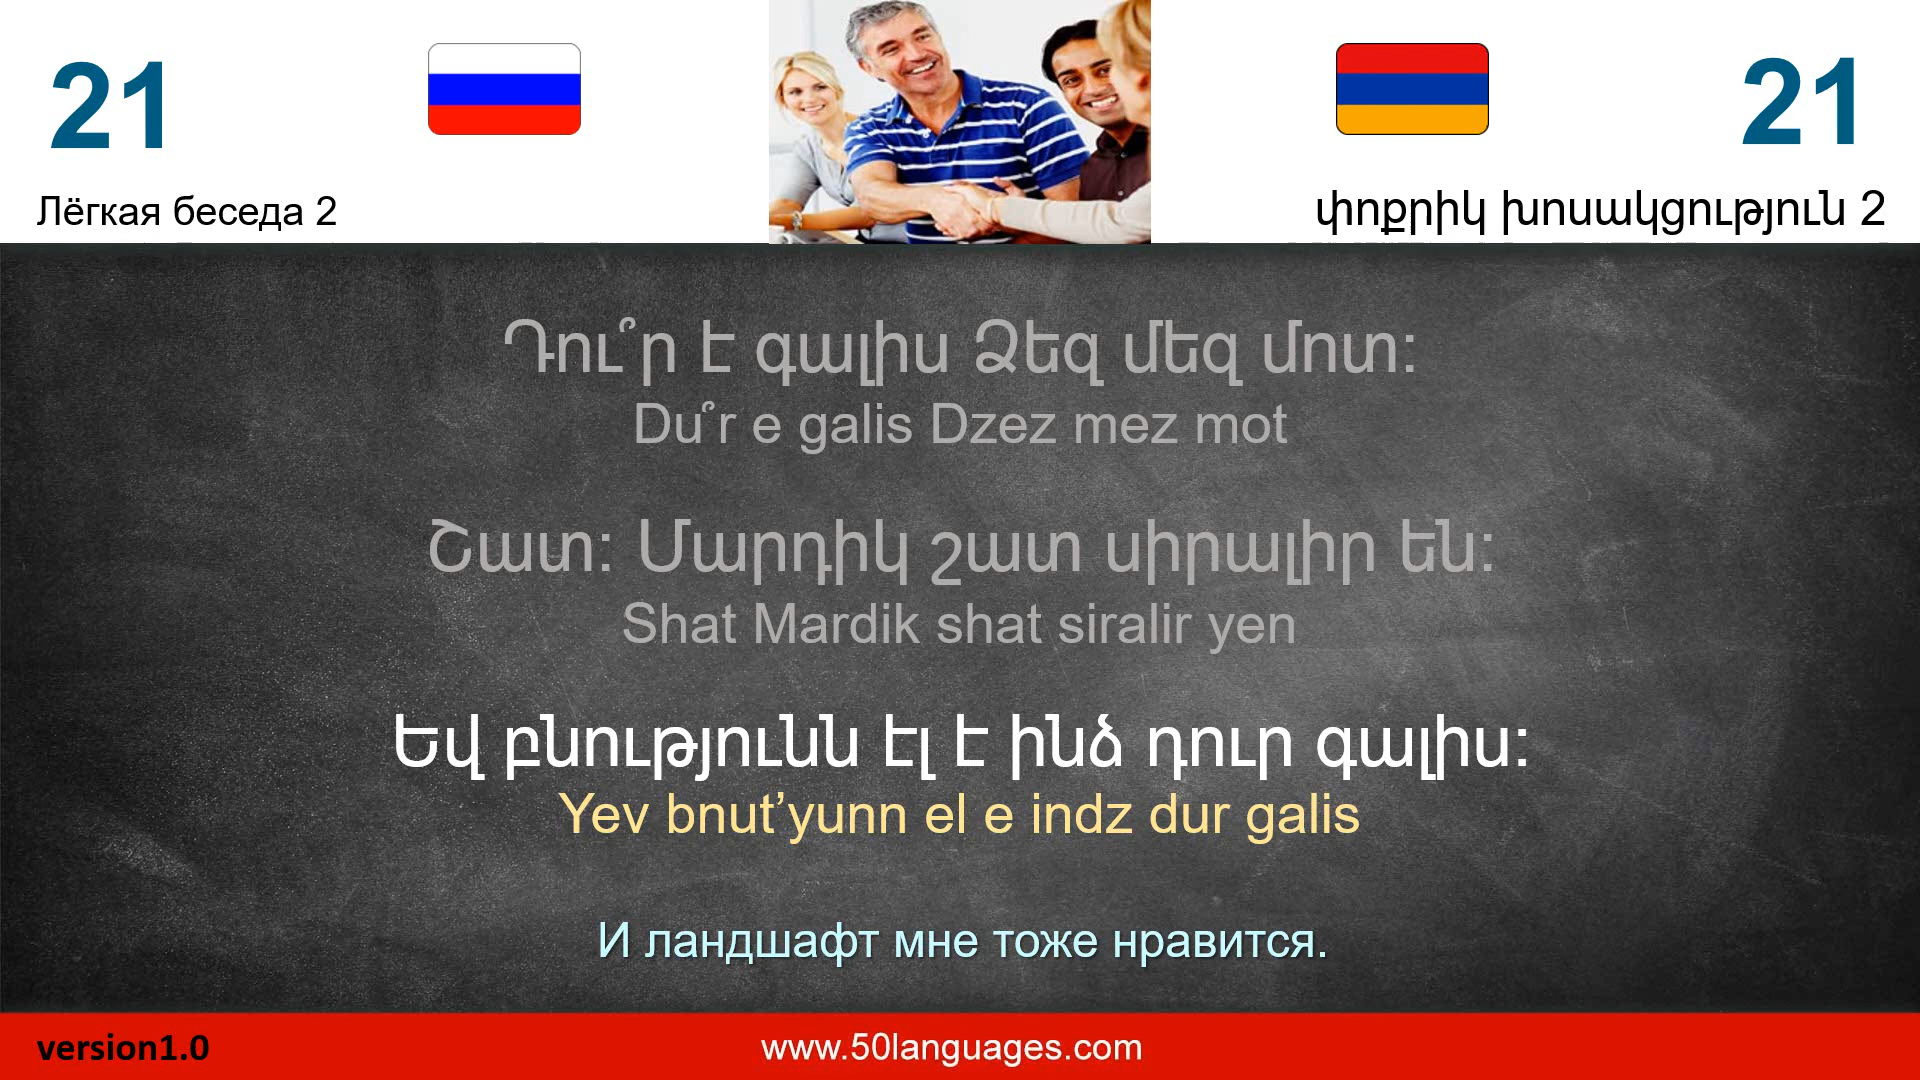 21
21
Лёгкая беседа 2
փոքրիկ խոսակցություն 2
Դու՞ր է գալիս Ձեզ մեզ մոտ:
Du՞r e galis Dzez mez mot
Շատ: Մարդիկ շատ սիրալիր են:
Shat Mardik shat siralir yen
Եվ բնությունն էլ է ինձ դուր գալիս:
Yev bnut’yunn el e indz dur galis
И ландшафт мне тоже нравится.
version1.0
www.50languages.com